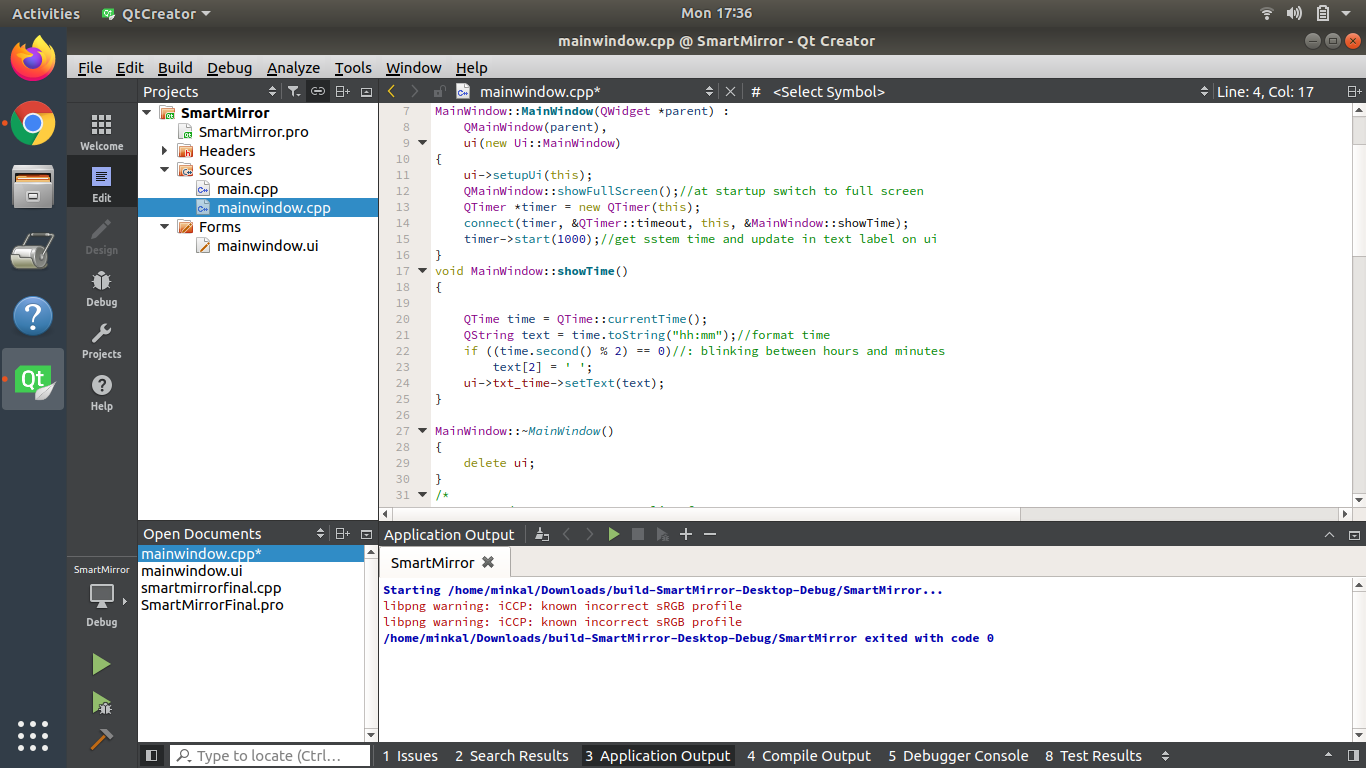 Activities QtCreator Mon 17:36
mainwindow.cpp @ SmartMirror - Qt Creator
File Edit Build Debug Analyze Tools Window Help
Projects
mainwindow.cpp* # <Select Symbol> Line: 4, Col: 17
SmartMirror
SmartMirror.pro
Headers
Sources
main.cpp
mainwindow.cpp
Forms
mainwindow.ui
Welcome
Edit
Design
Debug
Projects
Help
7 MainWindow::MainWindow(QWidget *parent) :
8 QMainWindow(parent),
9 ui(new Ui::MainWindow)
10 {
11 ui->setupUi(this);
12 QMainWindow::showFullScreen();//at startup switch to full screen
13 QTimer *timer = new QTimer(this);
14 connect(timer, &QTimer::timeout, this, &MainWindow::showTime);
15 timer->start(1000);//get sstem time and update in text label on ui
16 }
17 void MainWindow::showTime()
18 {
19
20 QTime time = QTime::currentTime();
21 QString text = time.toString("hh:mm");//format time
22 if ((time.second() % 2) == 0)//: blinking between hours and minutes
23 text[2] = ' ';
24 ui->txt_time->setText(text);
25 }
26
27 MainWindow::~MainWindow()
28 {
29 delete ui;
30 }
31 /*
Open Documents
mainwindow.cpp*
mainwindow.ui
smartmirrorfinal.cpp
SmartMirrorFinal.pro
SmartMirror
Debug
Application Output
SmartMirror
Starting /home/minkal/Downloads/build-SmartMirror-Desktop-Debug/SmartMirror...
libpng warning: iCCP: known incorrect sRGB profile
libpng warning: iCCP: known incorrect sRGB profile
/home/minkal/Downloads/build-SmartMirror-Desktop-Debug/SmartMirror exited with code 0
Type to locate (Ctrl... 1 Issues 2 Search Results 3 Application Output 4 Compile Output 5 Debugger Console 8 Test Results